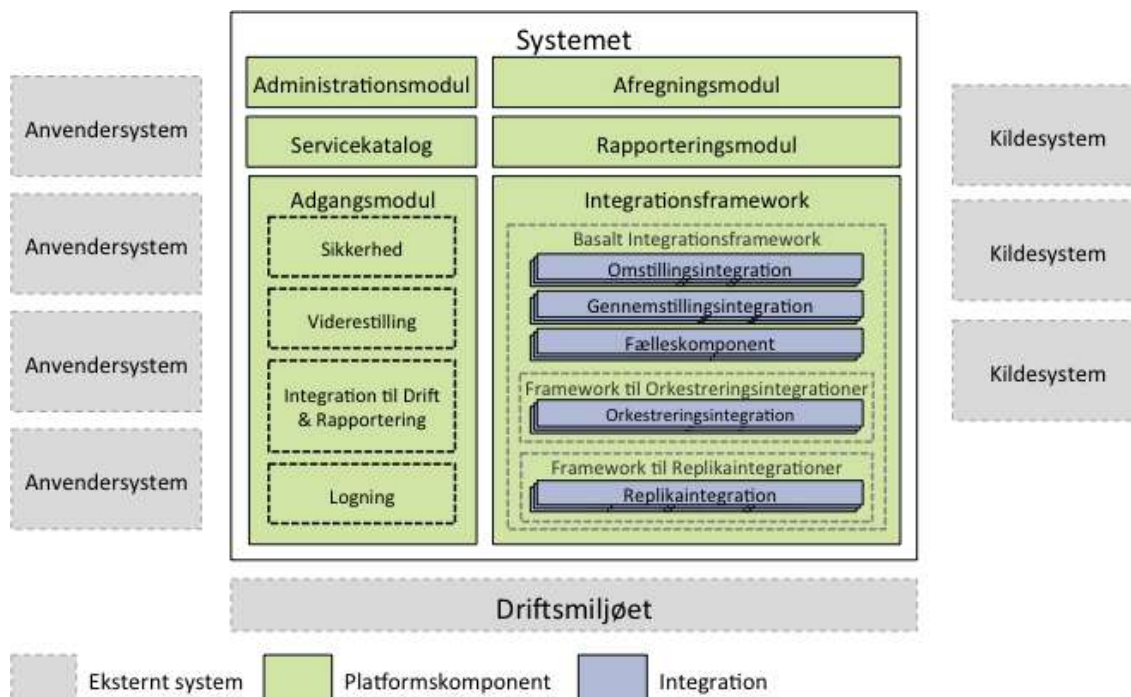 Systemet
Administrationsmodul
Afregningsmodul
Servicekatalog
Rapporteringsmodul
Adgangsmodul
Sikkerhed
Viderestilling
Integration til Drift
& Rapportering
Logning
Integrationsframework
Basalt Integrationsframework
Omstillingsintegration
Gennemstillingsintegration
Fælleskomponent
Framework til Orkestreringsintegrationer
Orkestreringsintegration
Framework til Replikaintegrationer
Replikaintegration
Anvendersystem
Anvendersystem
Anvendersystem
Anvendersystem
Kildesystem
Kildesystem
Kildesystem
Driftsmiljøet
Eksternt system
Platformskomponent
Integration